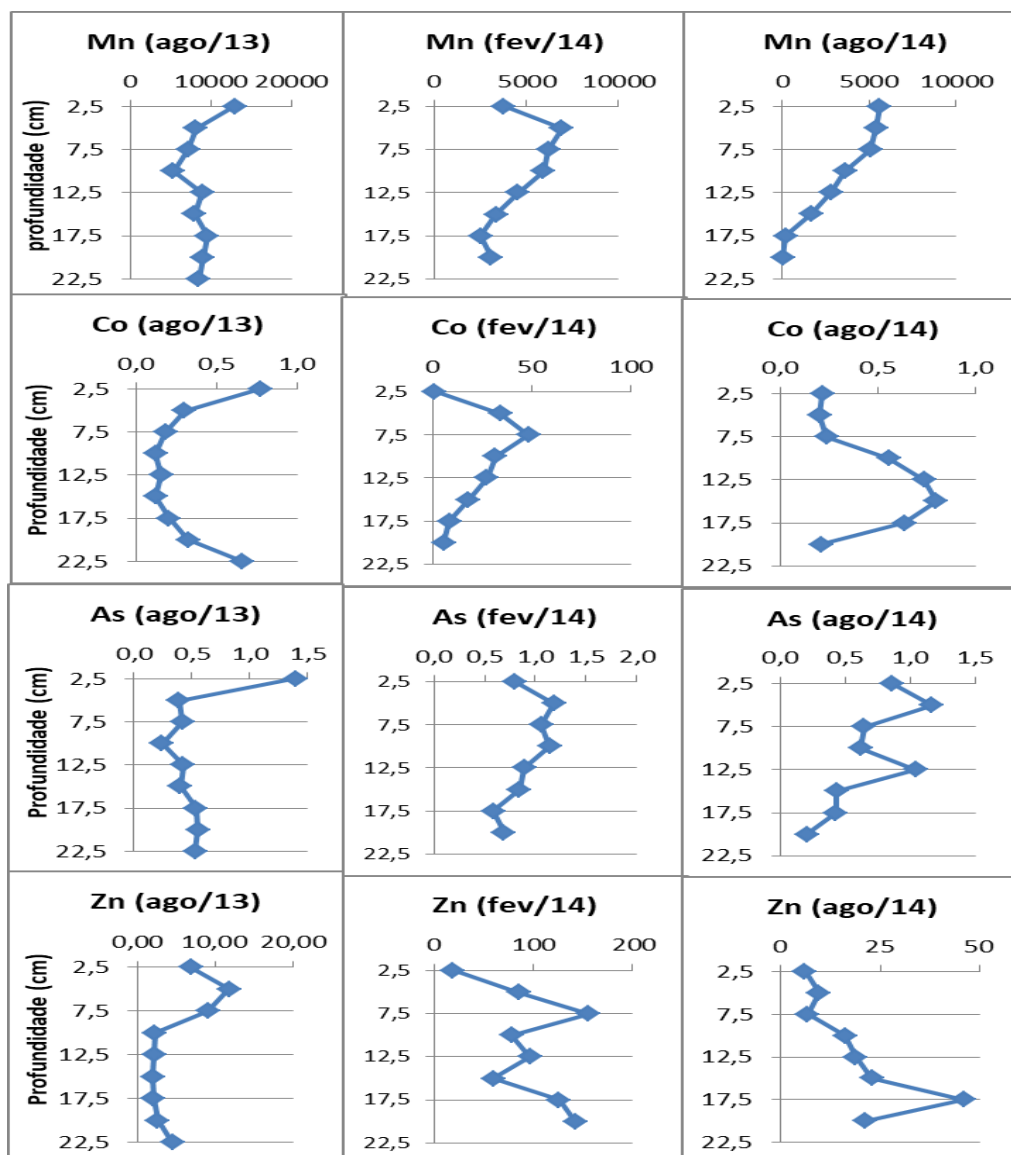 Mn (ago/13)
0 10000 20000
profundidade (cm)
2,5
7,5
12,5
17,5
22,5
Mn (fev/14)
0 5000 10000
2,5
7,5
12,5
17,5
22,5
Mn (ago/14)
0 5000 10000
2,5
7,5
12,5
17,5
22,5
Co (ago/13)
0,0 0,5 1,0
Profundidade (cm)
2,5
7,5
12,5
17,5
22,5
Co (fev/14)
0 50 100
2,5
7,5
12,5
17,5
22,5
Co (ago/14)
0,0 0,5 1,0
2,5
7,5
12,5
17,5
22,5
As (ago/13)
0,0 0,5 1,0 1,5
Profundidade (cm)
2,5
7,5
12,5
17,5
22,5
As (fev/14)
0,0 0,5 1,0 1,5 2,0
2,5
7,5
12,5
17,5
22,5
As (ago/14)
0,0 0,5 1,0 1,5
2,5
7,5
12,5
17,5
22,5
Zn (ago/13)
0,00 10,00 20,00
Profundidade (cm)
2,5
7,5
12,5
17,5
22,5
Zn (fev/14)
0 100 200
2,5
7,5
12,5
17,5
22,5
Zn (ago/14)
0 25 50
2,5
7,5
12,5
17,5
22,5